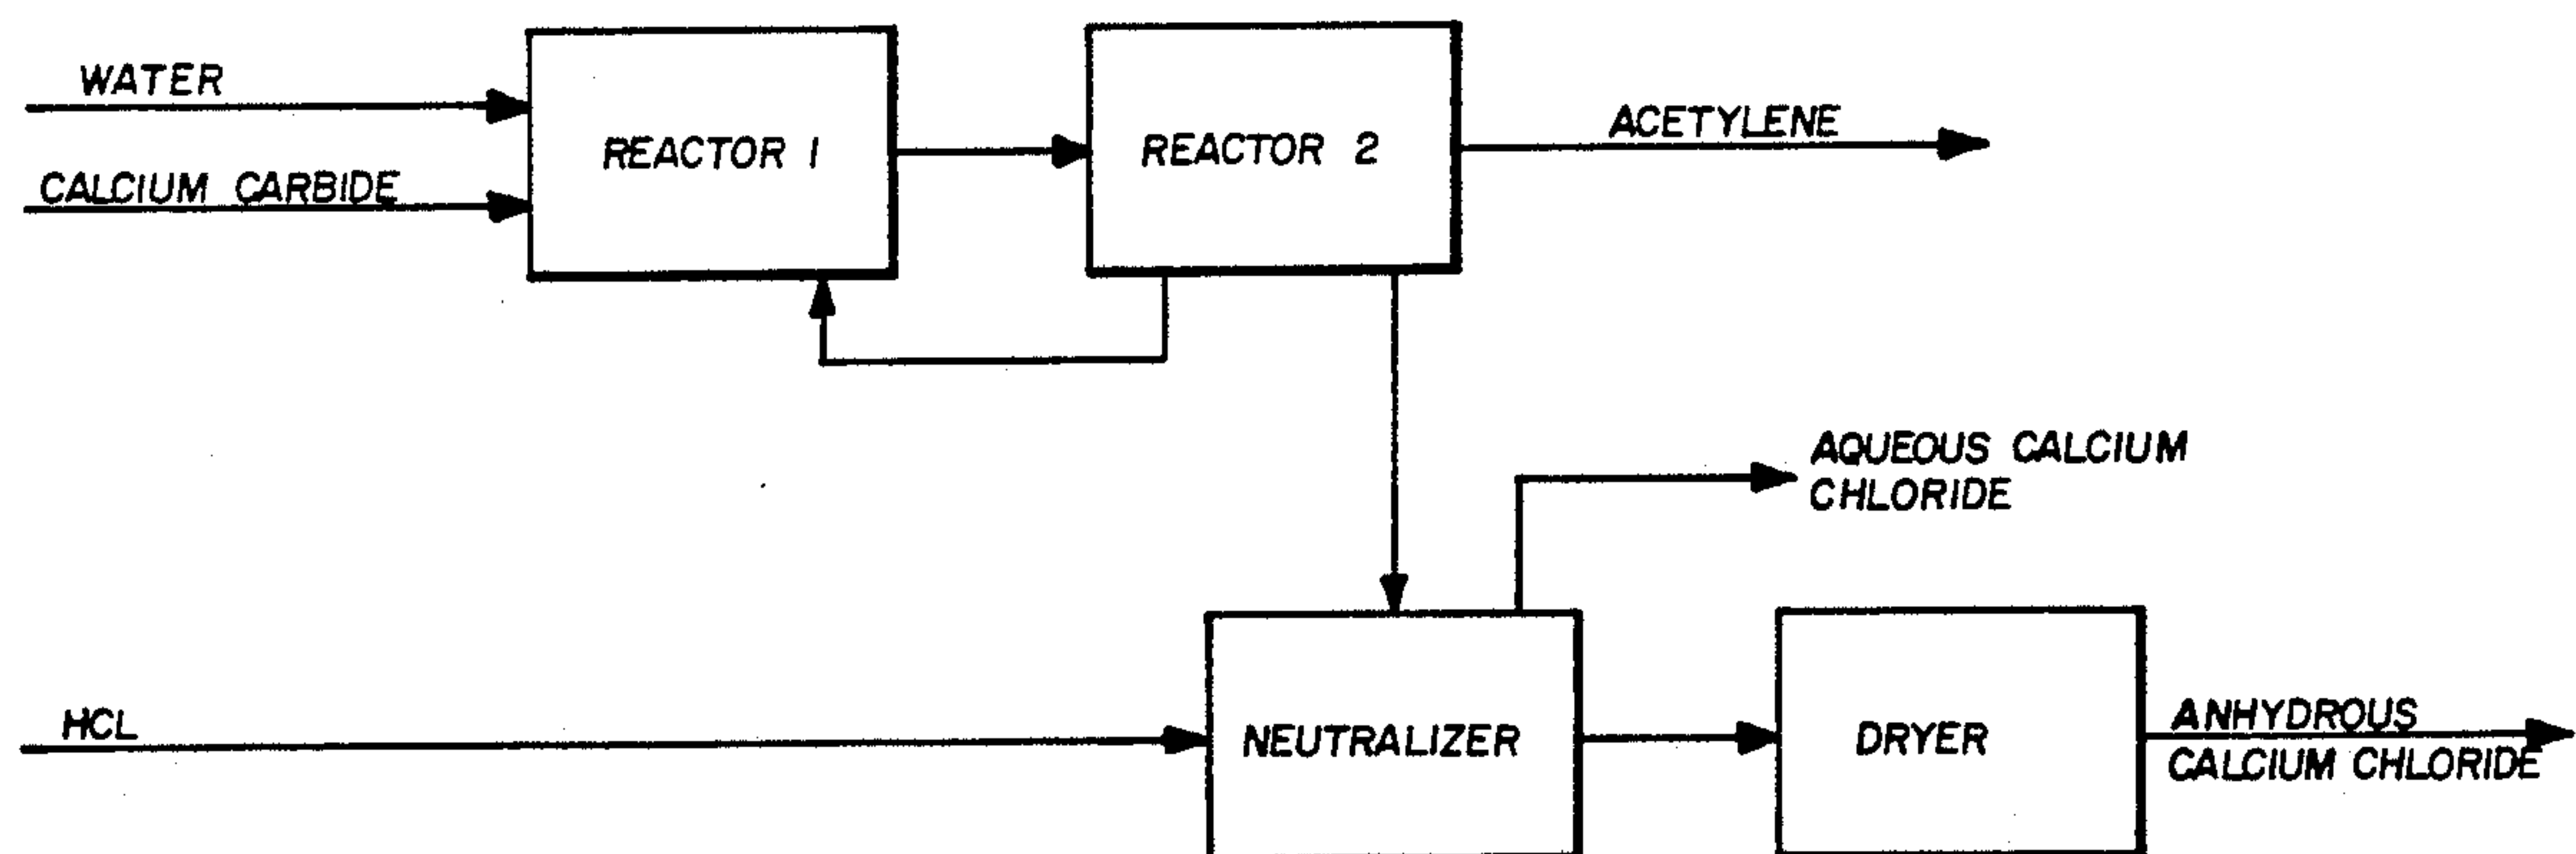 WATER
CALCIUM CARBIDE
REACTOR 1
REACTOR 2
ACETYLENE
AQUEOUS CALCIUM
CHLORIDE
HCL
NEUTRALIZER
DRYER
ANHYDROUS
CALCIUM CHLORIDE